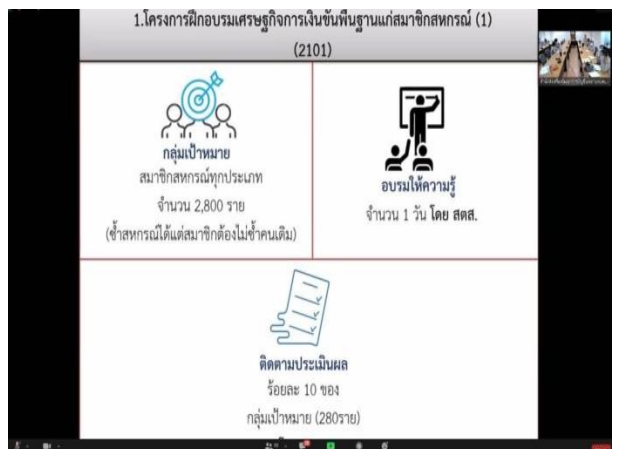 1.โครงการฝึกอบรมเศรษฐกิจการเงินขั้นพื้นฐานแก่สมาชิกสหกรณ์ (1)
(2101)
กลุ่มเป้าหมาย
สมาชิกสหกรณ์ทุกประเภท
จำนวน 2,800 ราย
(ซ้ำสหกรณ์ได้แต่สมาชิกต้องไม่ซ้ำคนเดิม)
อบรมให้ความรู้
จำนวน 1 วัน โดย สตส.
ติดตามประเมินผล
ร้อยละ 10 ของ
กลุ่มเป้าหมาย (280ราย)